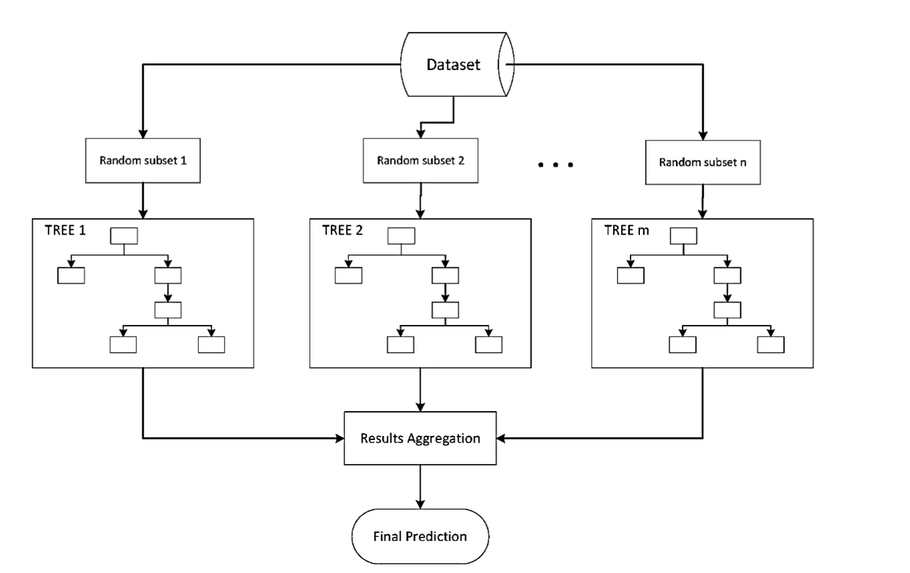 Dataset
Random subset 1
Random subset 2
• • •
Random subset n
TREE 1
TREE 2
TREE m
Results Aggregation
Final Prediction